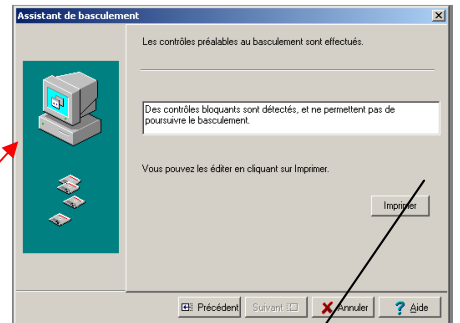 Assistant de basculement
Les contrôles préalables au basculement sont effectués.
Des contrôles bloquants sont détectés, et ne permettent pas de
poursuivre le basculement.
Vous pouvez les éditer en cliquant sur Imprimer.
Imprimer
Précédent Suivant Annuler Aide